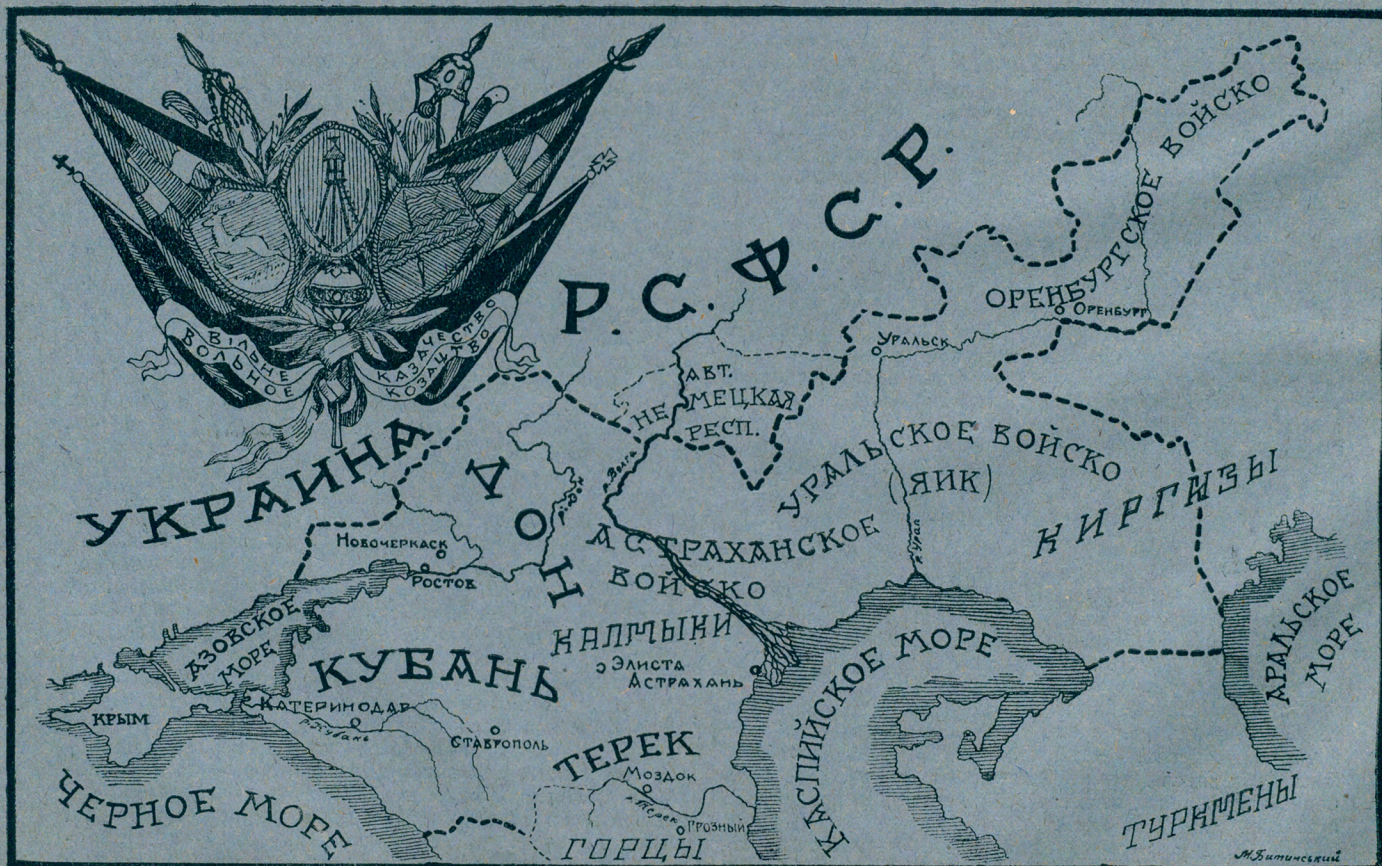 ВІЛЬНЕ КАЗАЧЕСТВО
ВОЛЬНОЕ КОЗАЦТВО
Р. С. Ф. С. Р.
ОРЕНБУРГСКОЕ ВОЙСКО
ОРЕНБУРГ
УРАЛЬСК
АВТ.
НЕМЕЦКАЯ
РЕСП.
УКРАИНА
ДОН
р. Дон
Волга
УРАЛЬСКОЕ ВОЙСКО
(ЯИК)
р. Урал
КИРГИЗЫ
НОВОЧЕРКАСК
РОСТОВ
АСТРАХАНСКОЕ
ВОЙСКО
КАЛМЫКИ
ЭЛИСТА
АСТРАХАНЬ
АЗОВСКОЕ
МОРЕ
КУБАНЬ
КАТЕРИНОДАР
р. Кубань
СТАВРОПОЛЬ
КРЫМ
ЧЕРНОЕ МОРЕ
ТЕРЕК
МОЗДОК
р. Терек
ГРОЗНЫЙ
ГОРЦЫ
КАСПИЙСКОЕ МОРЕ
АРАЛЬСКОЕ
МОРЕ
ТУРКМЕНЫ
М. Битинський